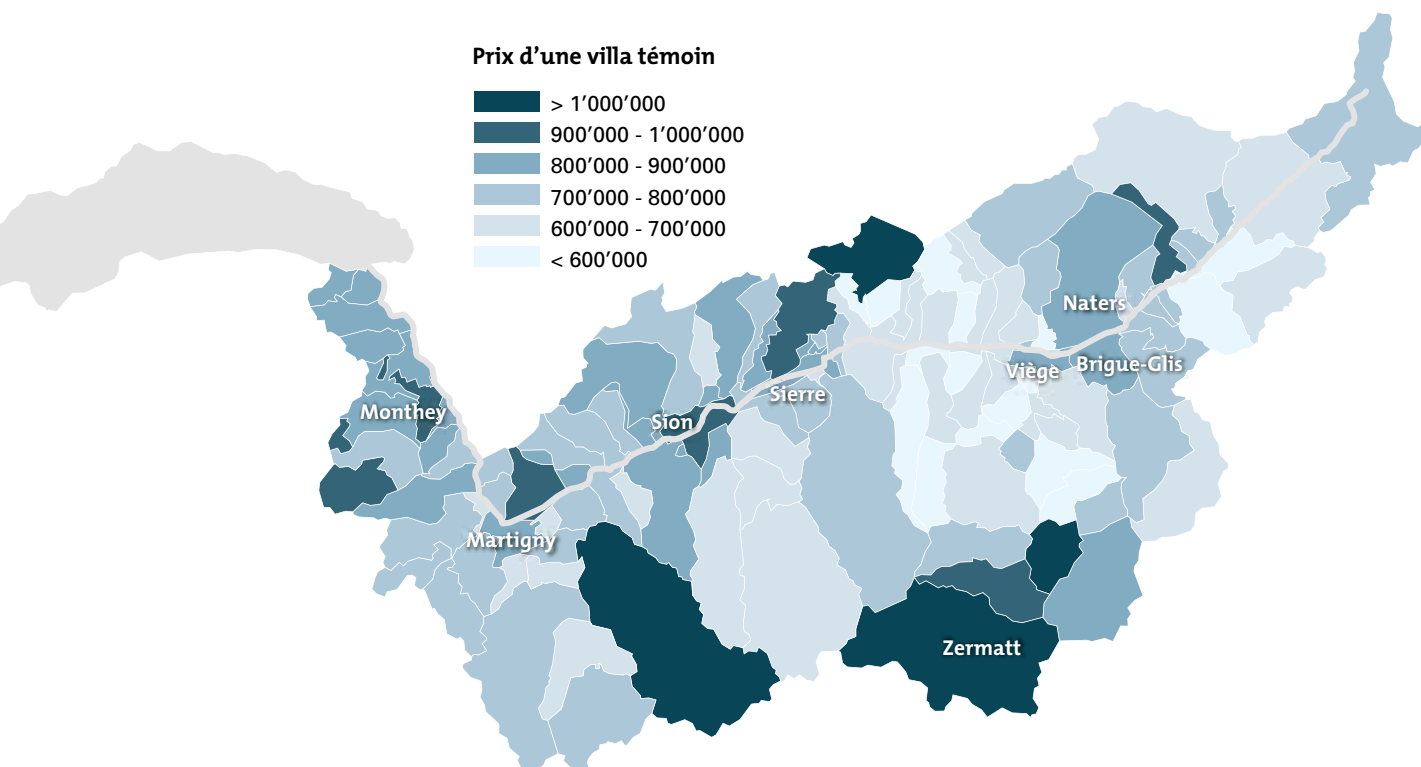 Prix d’une villa témoin
> 1’000’000
900’000 - 1’000’000
800’000 - 900’000
700’000 - 800’000
600’000 - 700’000
< 600’000
Naters
Viège
Brigue-Glis
Sierre
Monthey
Sion
Martigny
Zermatt